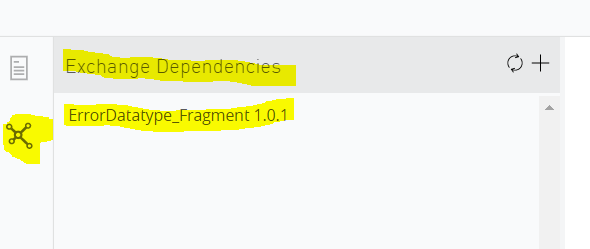 Exchange Dependencies
ErrorDatatype_Fragment 1.0.1